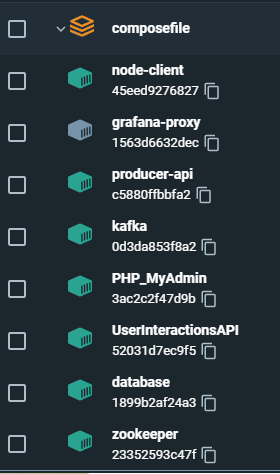 composefile
node-client
45eed9276827
grafana-proxy
1563d6632dec
producer-api
c5880ffbbfa2
kafka
0d3da853f8a2
PHP_MyAdmin
3ac2c2f47d9b
UserInteractionsAPI
52031d7ec9f5
database
1899b2af24a3
zookeeper
23352593c47f